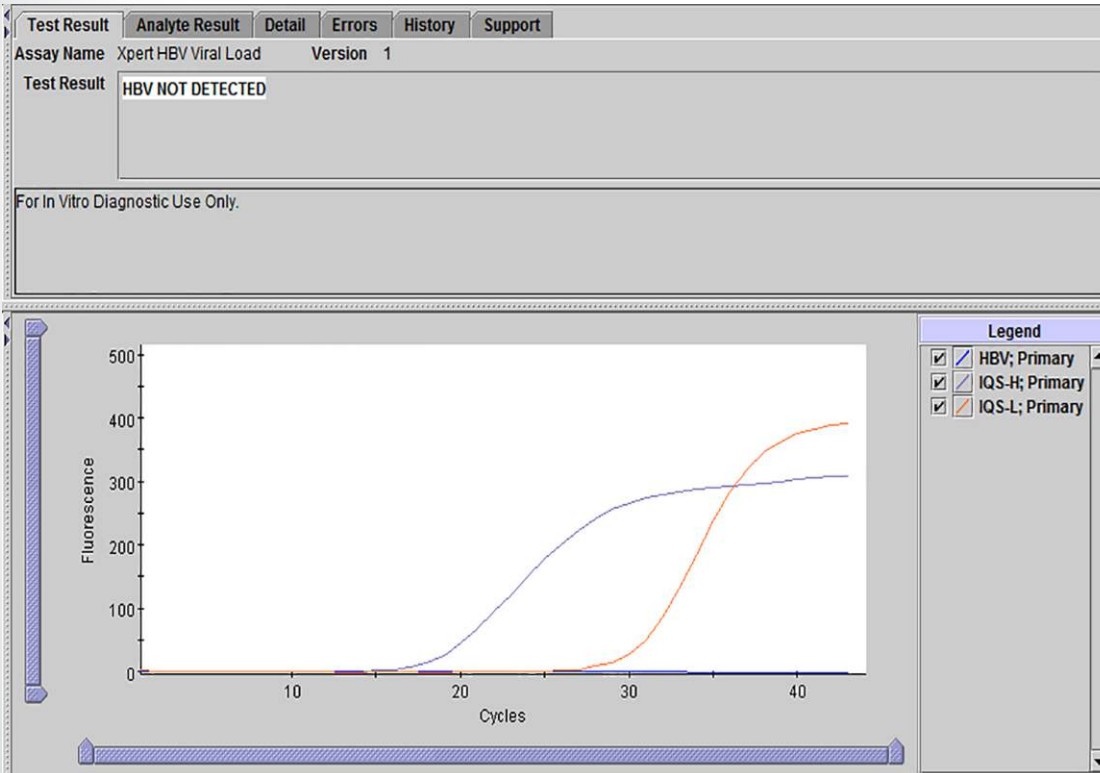 Test Result Analyte Result Detail Errors History Support
Assay Name Xpert HBV Viral Load Version 1
Test Result HBV NOT DETECTED
For In Vitro Diagnostic Use Only.
Legend
HBV; Primary
IQS-H; Primary
IQS-L; Primary
500
400
300
200
100
0
Fluorescence
10 20 30 40
Cycles